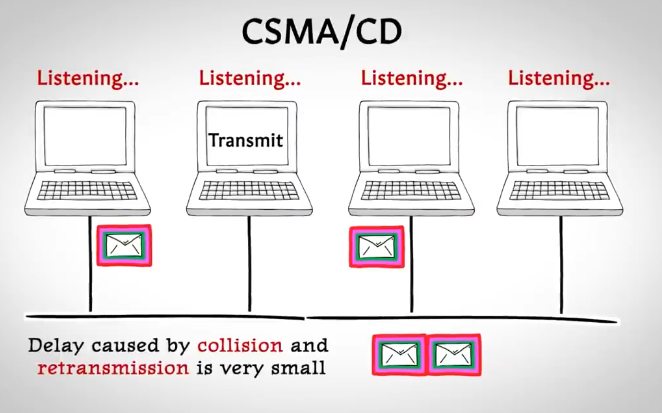 CSMA/CD
Listening... Listening... Listening... Listening...
Transmit
Delay caused by collision and
retransmission is very small